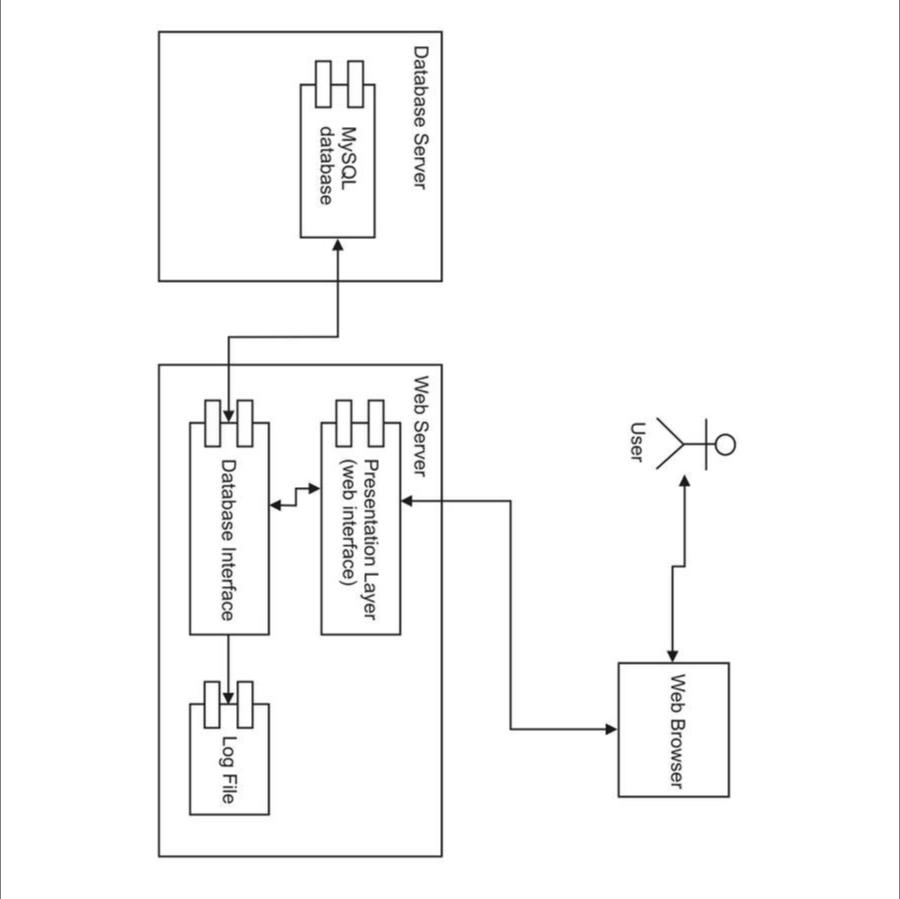 User
Web Browser
Database Server
MySQL
database
Web Server
Presentation Layer
(web interface)
Database Interface
Log File